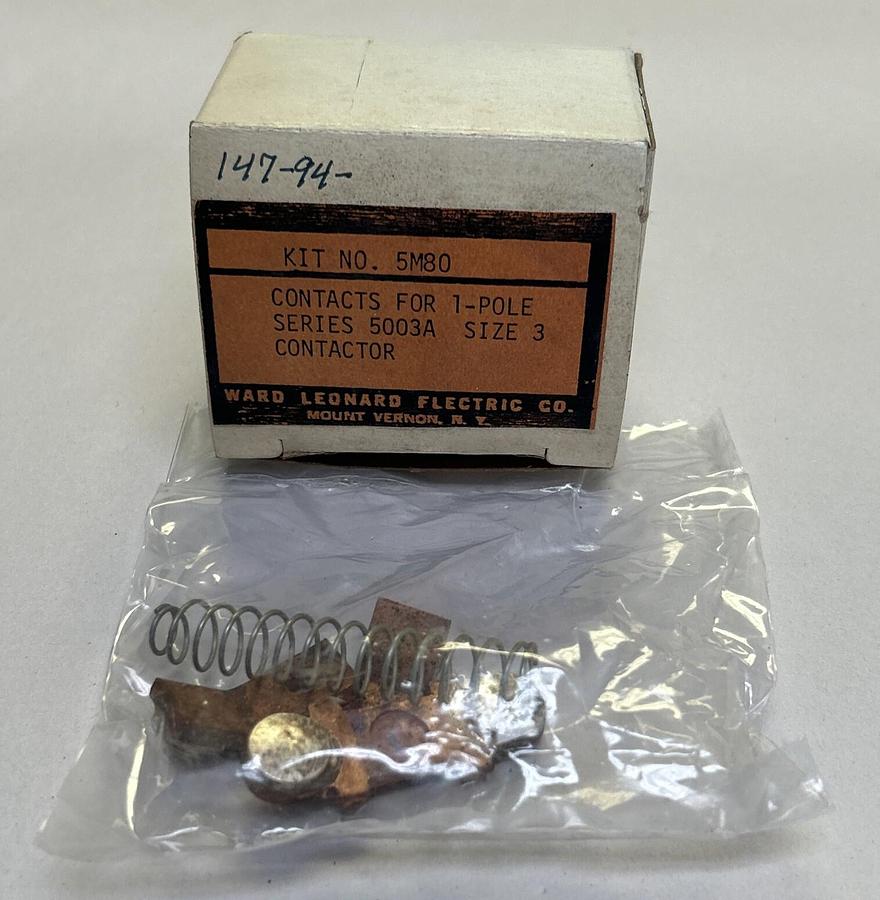 147-94-
KIT NO. 5M80
CONTACTS FOR 1-POLE
SERIES 5003A SIZE 3
CONTACTOR
WARD LEONARD ELECTRIC CO.
MOUNT VERNON, N. Y.